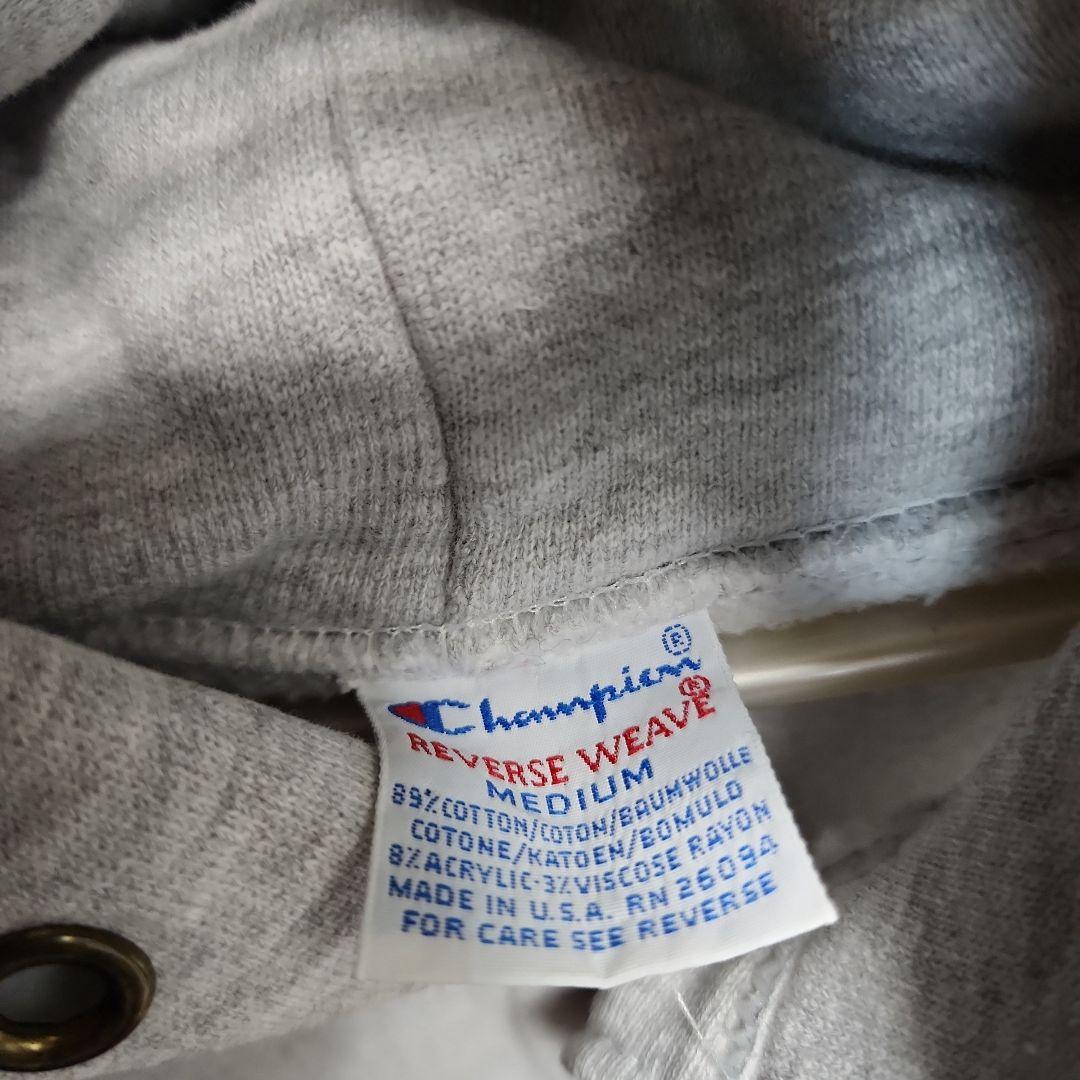 Champion®
REVERSE WEAVE®
MEDIUM
89%COTTON/COTON/BAUMWOLLE
COTONE/KATOEN/BOMULD
8%ACRYLIC-3%VISCOSE RAYON
MADE IN U.S.A. RN 26094
FOR CARE SEE REVERSE